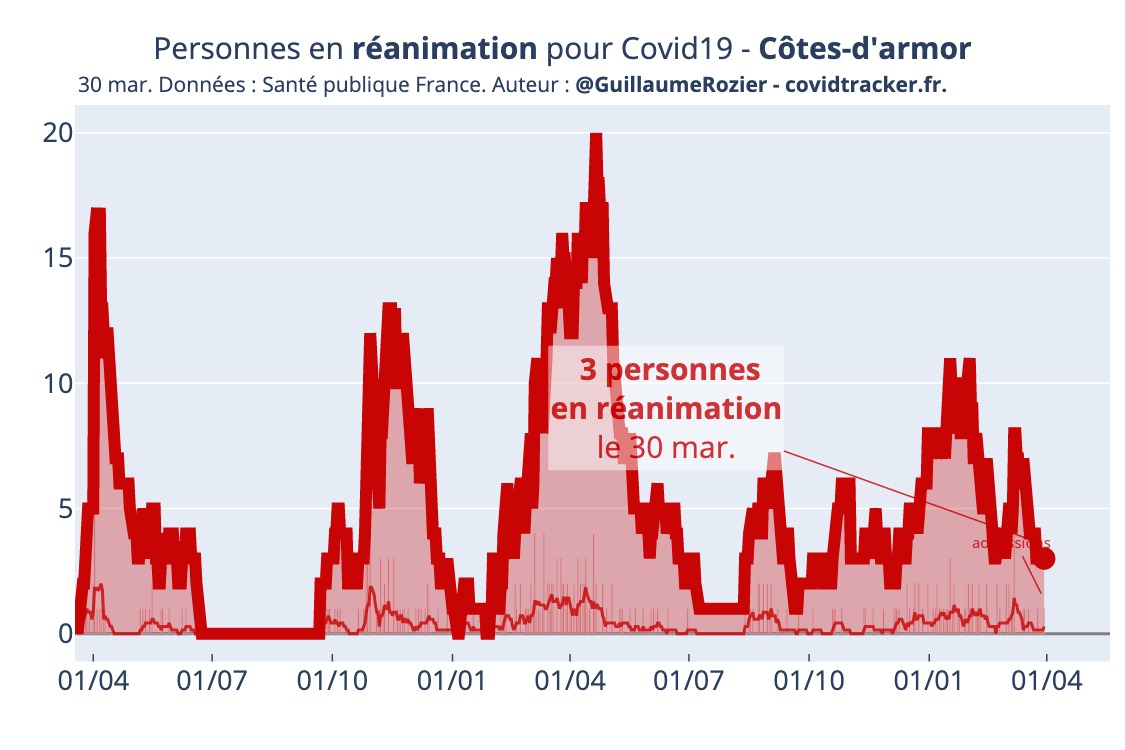 Personnes en réanimation pour Covid19 - Côtes-d'armor
30 mar. Données : Santé publique France. Auteur : @GuillaumeRozier - covidtracker.fr.
20
15
10
5
0
3 personnes
en réanimation
le 30 mar.
admissions
01/04 01/07 01/10 01/01 01/04 01/07 01/10 01/01 01/04